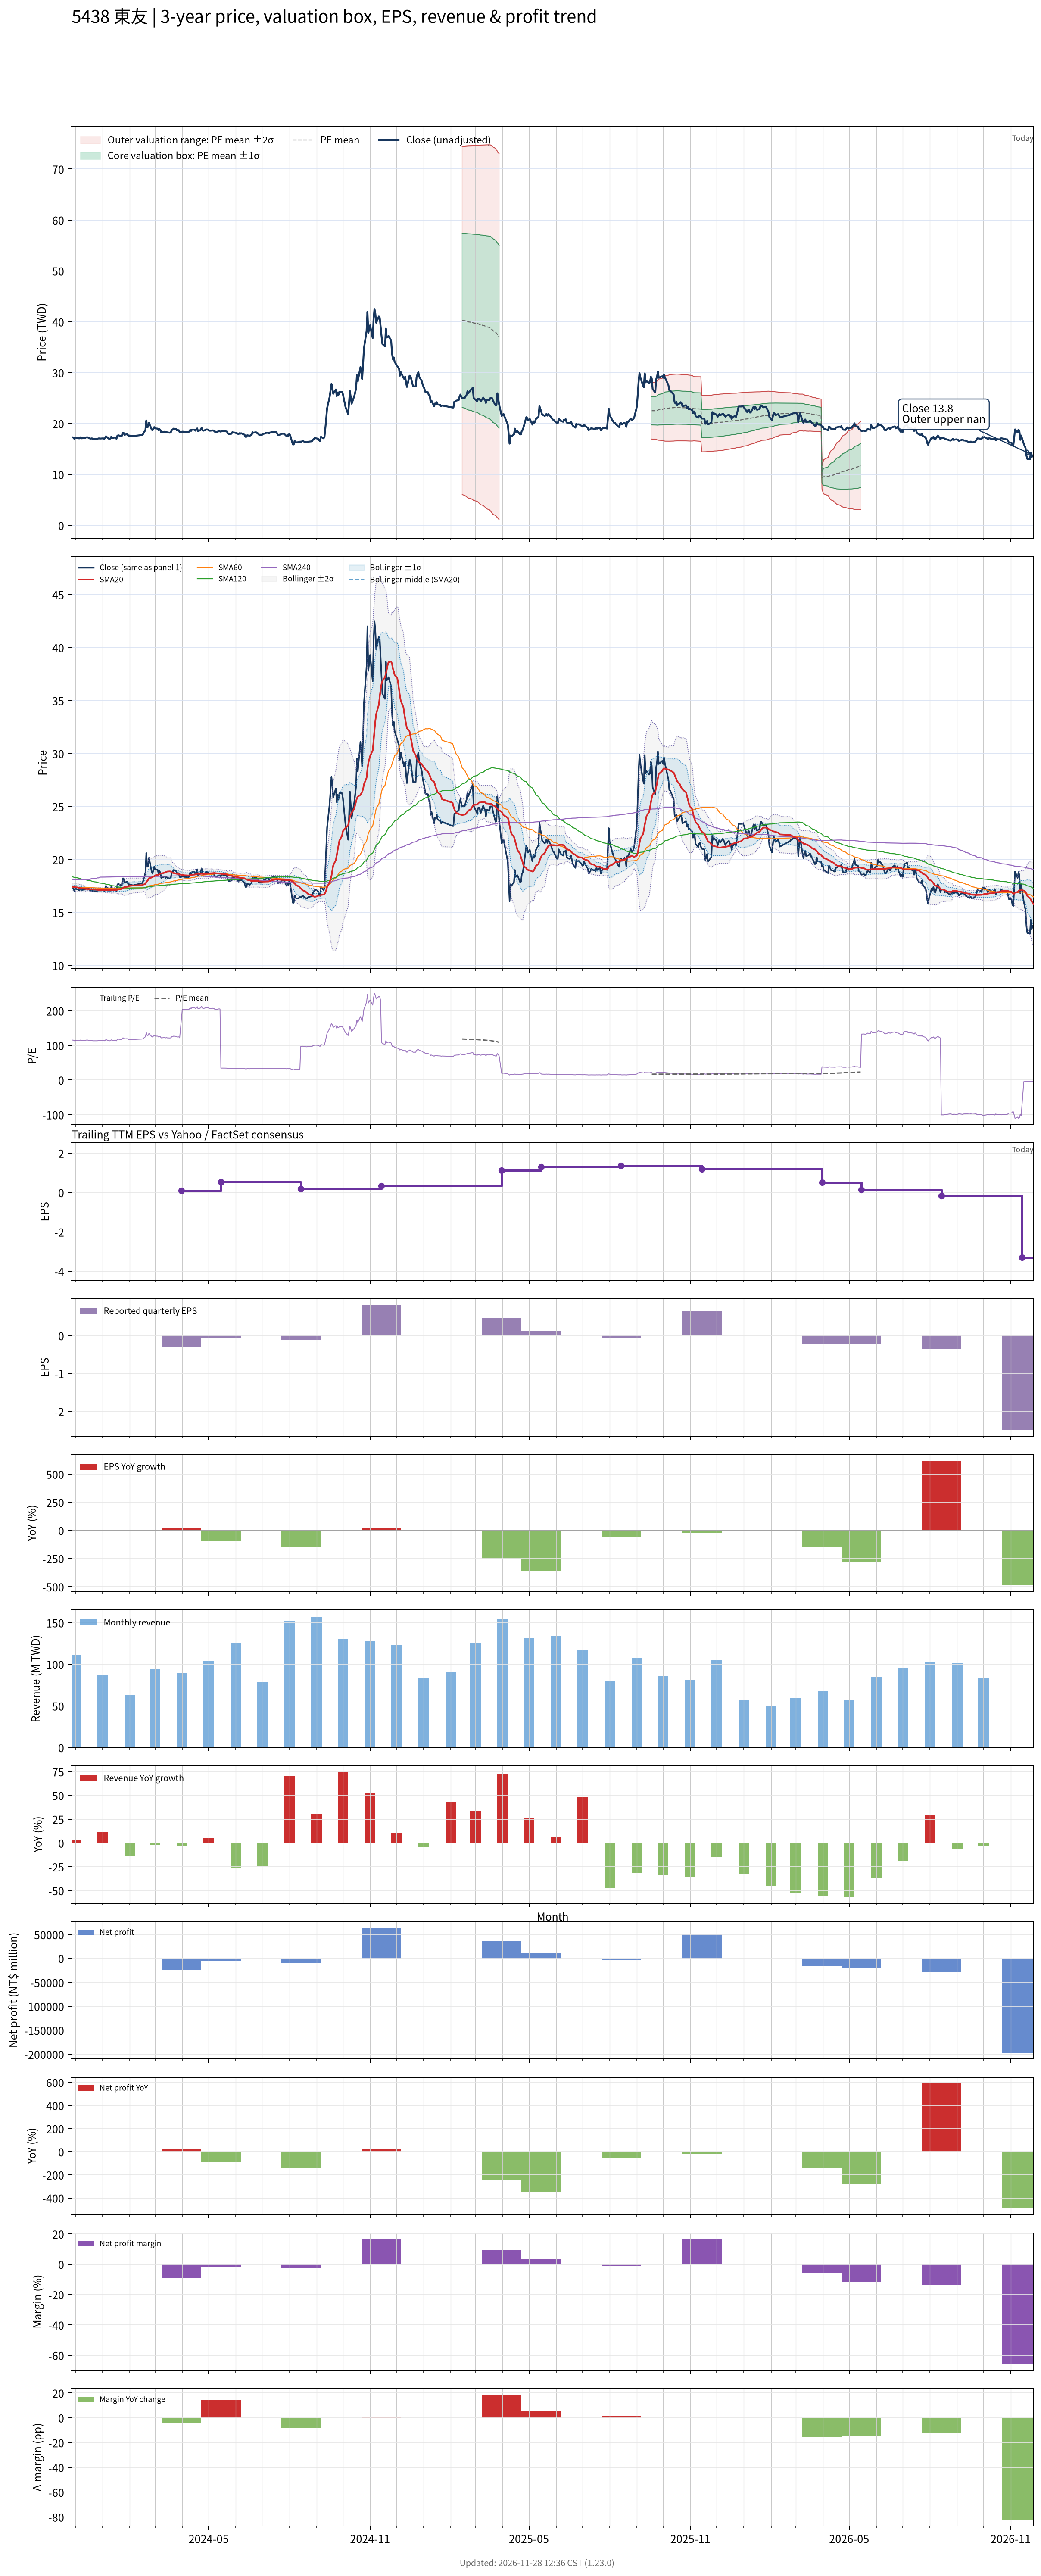 5438 東友 | 3-year price, valuation box, EPS, revenue & profit trend
Outer valuation range: PE mean ±2σ
Core valuation box: PE mean ±1σ
PE mean
Close (unadjusted)
Today
Price (TWD)
70
60
50
40
30
20
10
0
Close 13.8
Outer upper nan
Close (same as panel 1)
SMA20
SMA60
SMA120
SMA240
Bollinger ±2σ
Bollinger ±1σ
Bollinger middle (SMA20)
Price
45
40
35
30
25
20
15
10
Trailing P/E
P/E mean
P/E
200
100
0
-100
Trailing TTM EPS vs Yahoo / FactSet consensus
Today
EPS
2
0
-2
-4
Reported quarterly EPS
EPS
0
-1
-2
EPS YoY growth
YoY (%)
500
250
0
-250
-500
Monthly revenue
Revenue (M TWD)
150
100
50
0
Revenue YoY growth
YoY (%)
75
50
25
0
-25
-50
Month
Net profit
Net profit (NT$ million)
50000
0
-50000
-100000
-150000
-200000
Net profit YoY
YoY (%)
600
400
200
0
-200
-400
Net profit margin
Margin (%)
20
0
-20
-40
-60
Margin YoY change
Δ margin (pp)
20
0
-20
-40
-60
-80
2024-05
2024-11
2025-05
2025-11
2026-05
2026-11
Updated: 2026-11-28 12:36 CST (1.23.0)